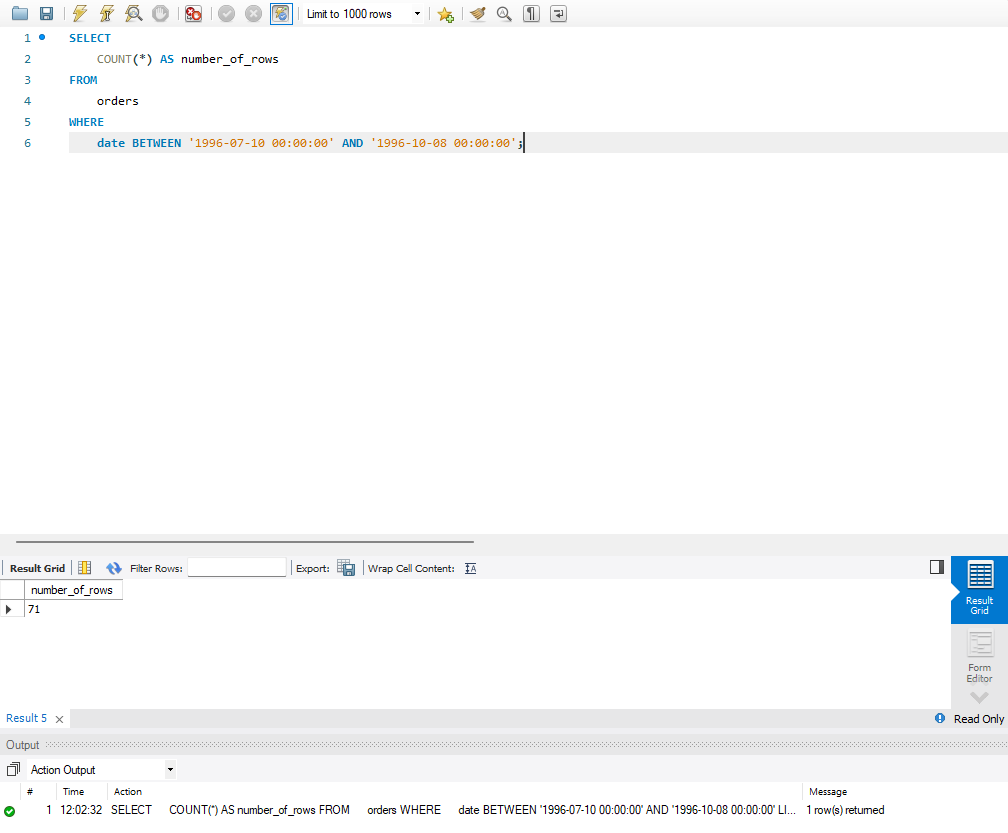 Limit to 1000 rows
1 SELECT
2 COUNT(*) AS number_of_rows
3 FROM
4 orders
5 WHERE
6 date BETWEEN '1996-07-10 00:00:00' AND '1996-10-08 00:00:00';
Result Grid Filter Rows: Export: Wrap Cell Content: IA
number_of_rows
71
Result
Grid
Form
Editor
Result 5 Read Only
Output
Action Output
# Time Action Message
1 12:02:32 SELECT COUNT(*) AS number_of_rows FROM orders WHERE date BETWEEN '1996-07-10 00:00:00' AND '1996-10-08 00:00:00' LI... 1 row(s) returned